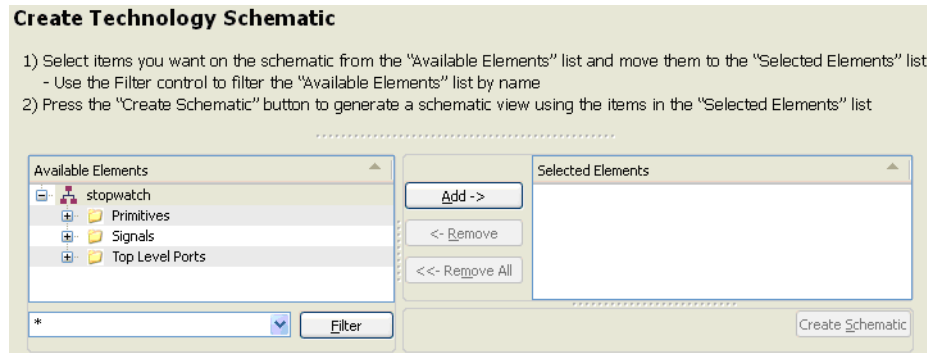 Create Technology Schematic
1) Select items you want on the schematic from the "Available Elements" list and move them to the "Selected Elements" list
- Use the Filter control to filter the "Available Elements" list by name
2) Press the "Create Schematic" button to generate a schematic view using the items in the "Selected Elements" list
Available Elements
stopwatch
Primitives
Signals
Top Level Ports
*
Filter
Add ->
<- Remove
<<- Remove All
Selected Elements
Create Schematic